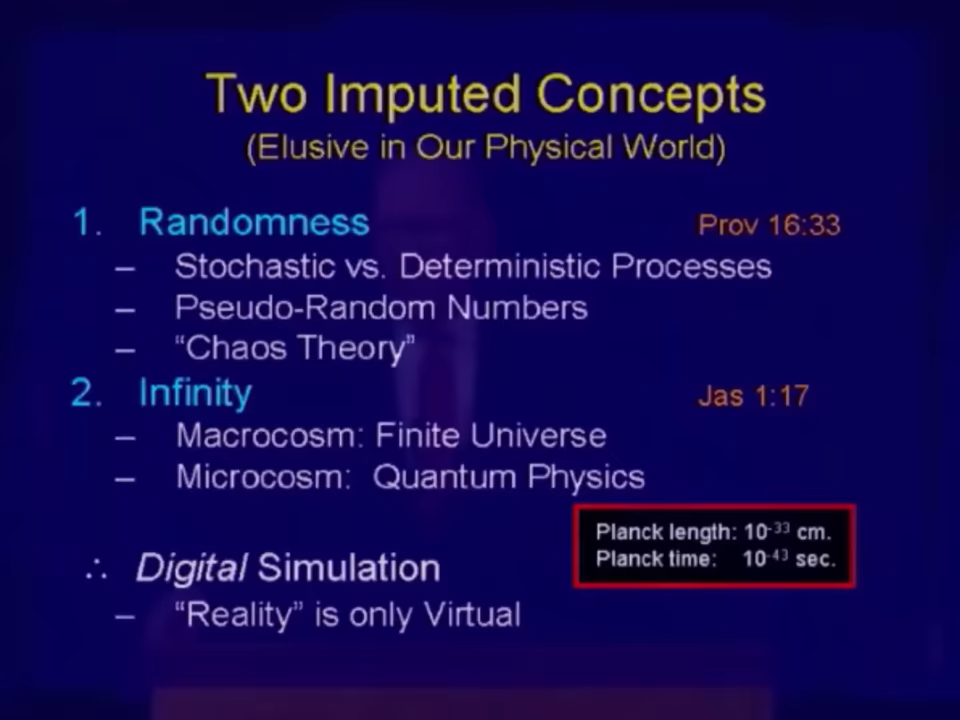 Two Imputed Concepts
(Elusive in Our Physical World)
1. Randomness Prov 16:33
– Stochastic vs. Deterministic Processes
– Pseudo-Random Numbers
– “Chaos Theory”
2. Infinity Jas 1:17
– Macrocosm: Finite Universe
– Microcosm: Quantum Physics
Planck length: 10⁻³³ cm.
Planck time: 10⁻⁴³ sec.
∴ Digital Simulation
– “Reality” is only Virtual